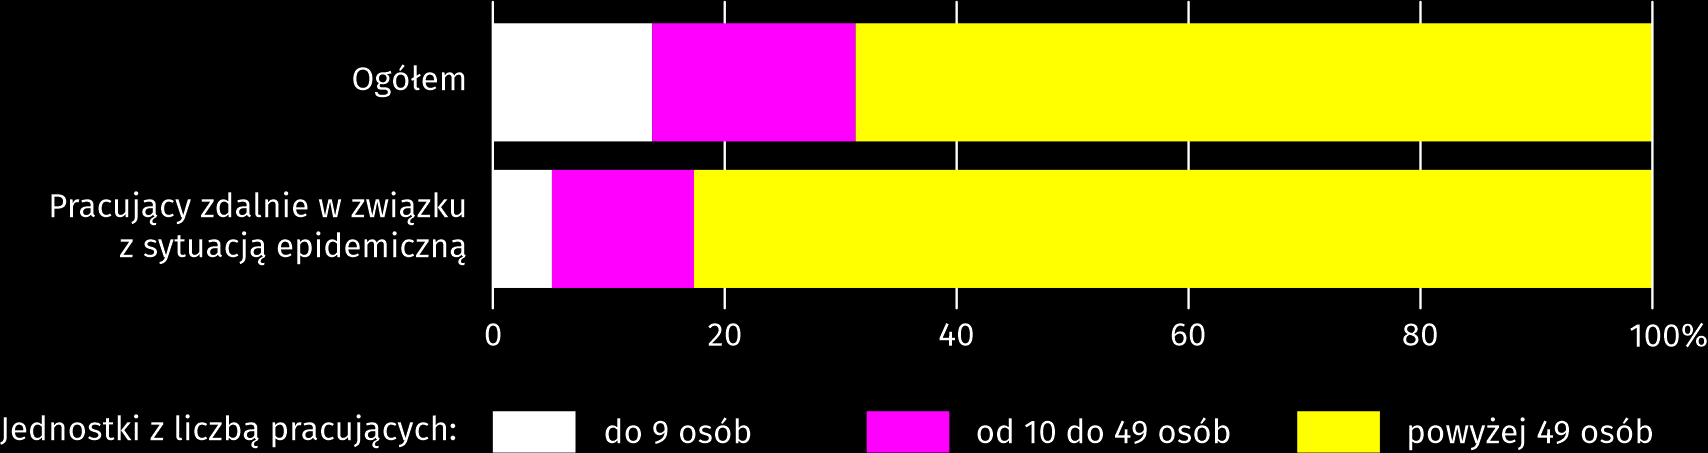 Ogółem
Pracujący zdalnie w związku
z sytuacją epidemiczną
0 20 40 60 80 100%
Jednostki z liczbą pracujących: do 9 osób od 10 do 49 osób powyżej 49 osób